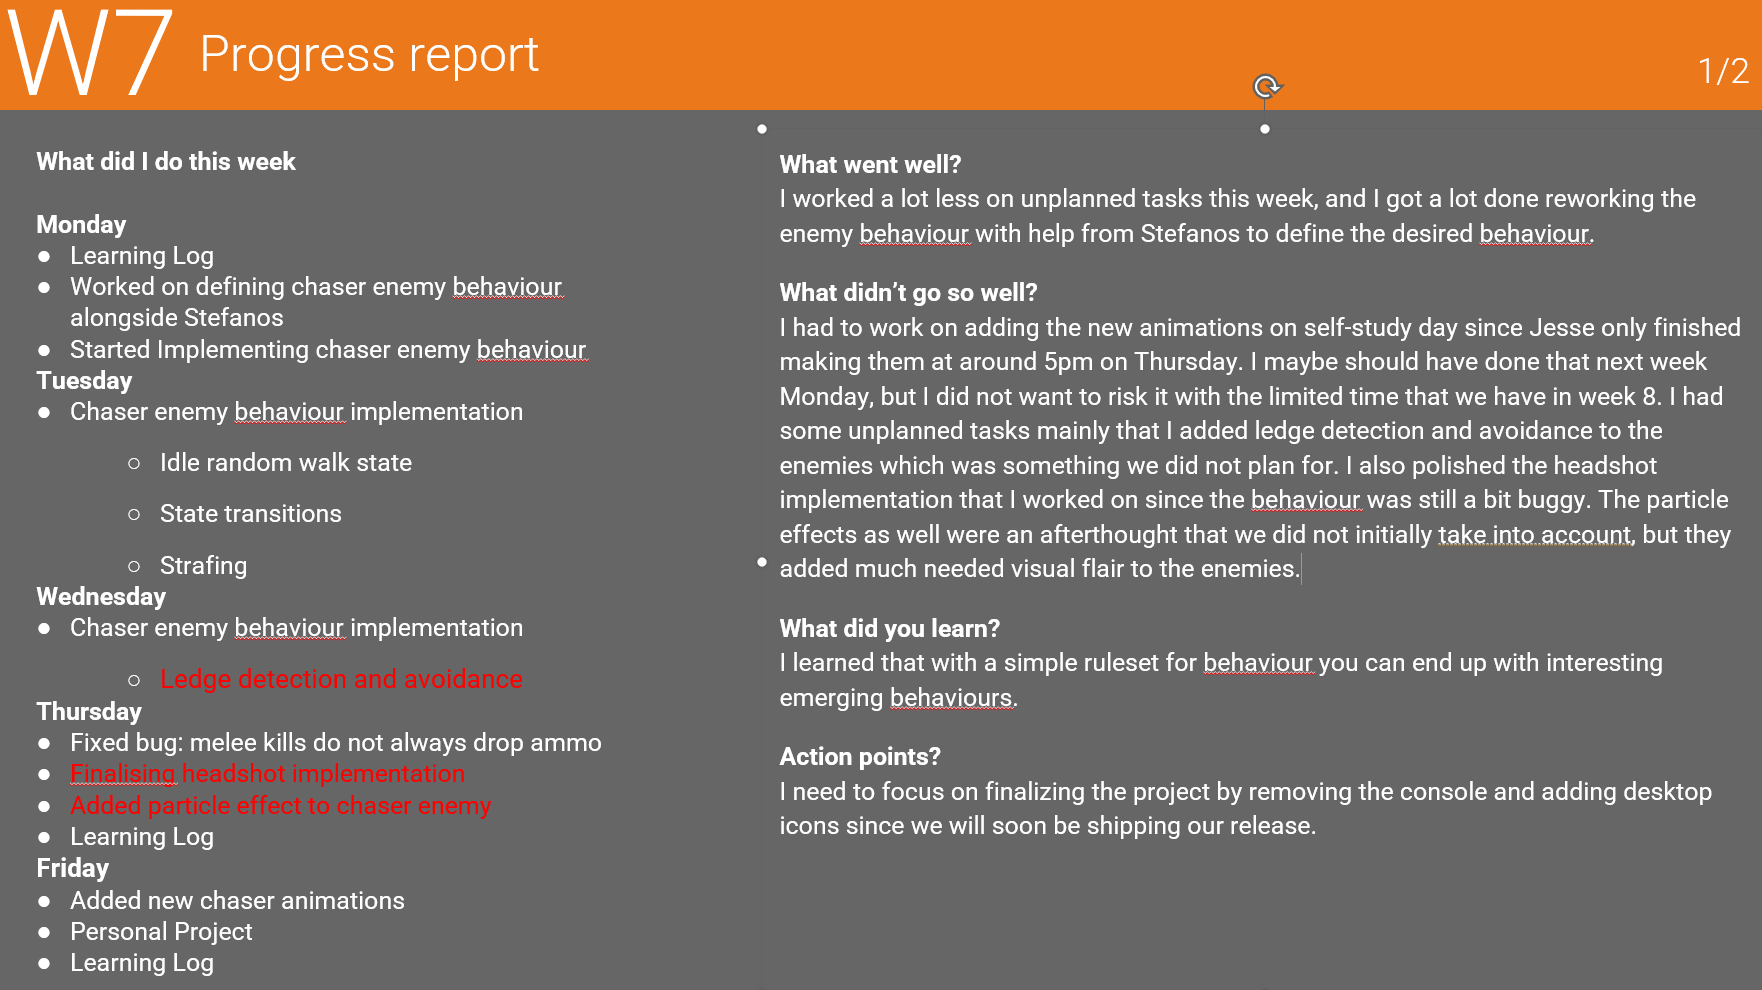 W7 Progress report
1/2
What did I do this week
Monday
● Learning Log
● Worked on defining chaser enemy behaviour
alongside Stefanos
● Started Implementing chaser enemy behaviour
Tuesday
● Chaser enemy behaviour implementation
○ Idle random walk state
○ State transitions
○ Strafing
Wednesday
● Chaser enemy behaviour implementation
○ Ledge detection and avoidance
Thursday
● Fixed bug: melee kills do not always drop ammo
● Finalising headshot implementation
● Added particle effect to chaser enemy
● Learning Log
Friday
● Added new chaser animations
● Personal Project
● Learning Log
What went well?
I worked a lot less on unplanned tasks this week, and I got a lot done reworking the
enemy behaviour with help from Stefanos to define the desired behaviour.
What didn’t go so well?
I had to work on adding the new animations on self-study day since Jesse only finished
making them at around 5pm on Thursday. I maybe should have done that next week
Monday, but I did not want to risk it with the limited time that we have in week 8. I had
some unplanned tasks mainly that I added ledge detection and avoidance to the
enemies which was something we did not plan for. I also polished the headshot
implementation that I worked on since the behaviour was still a bit buggy. The particle
effects as well were an afterthought that we did not initially take into account, but they
added much needed visual flair to the enemies.
What did you learn?
I learned that with a simple ruleset for behaviour you can end up with interesting
emerging behaviours.
Action points?
I need to focus on finalizing the project by removing the console and adding desktop
icons since we will soon be shipping our release.